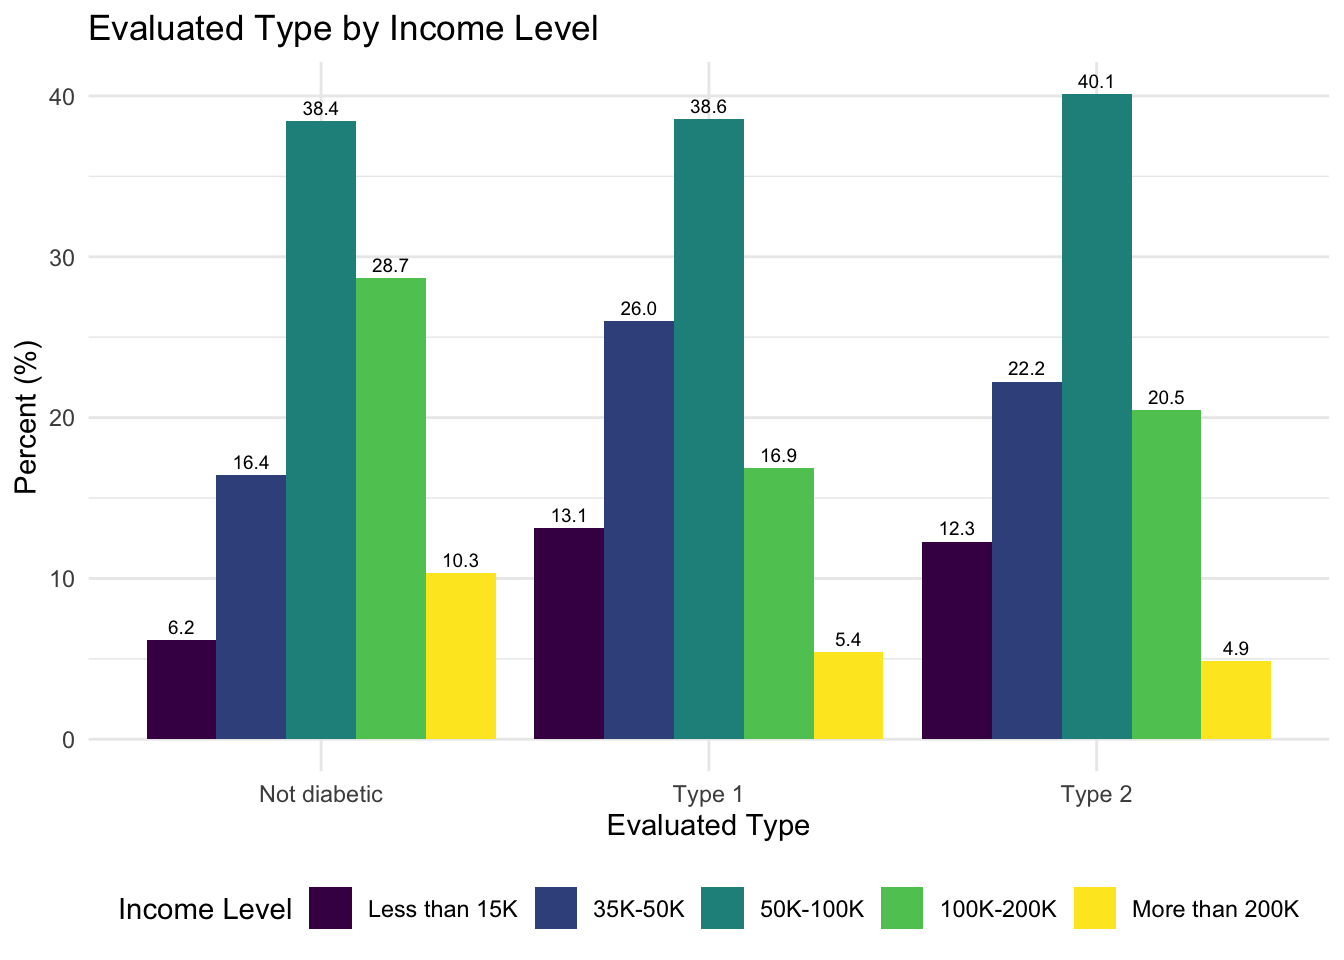 Evaluated Type by Income Level
Percent (%)
40
30
20
10
0
6.2
16.4
38.4
28.7
10.3
13.1
26.0
38.6
16.9
5.4
12.3
22.2
40.1
20.5
4.9
Not diabetic
Type 1
Type 2
Evaluated Type
Income Level
Less than 15K
35K-50K
50K-100K
100K-200K
More than 200K